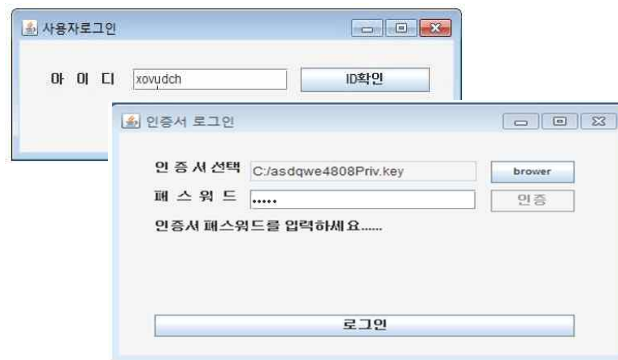 사용자로그인
아 이 디 xovudch ID확인
인증서 로그인
인 증 서 선택 C:/asdqwe4808Priv.key brower
패 스 워 드 ••••• 인증
인증서 패스워드를 입력하세요......
로그인